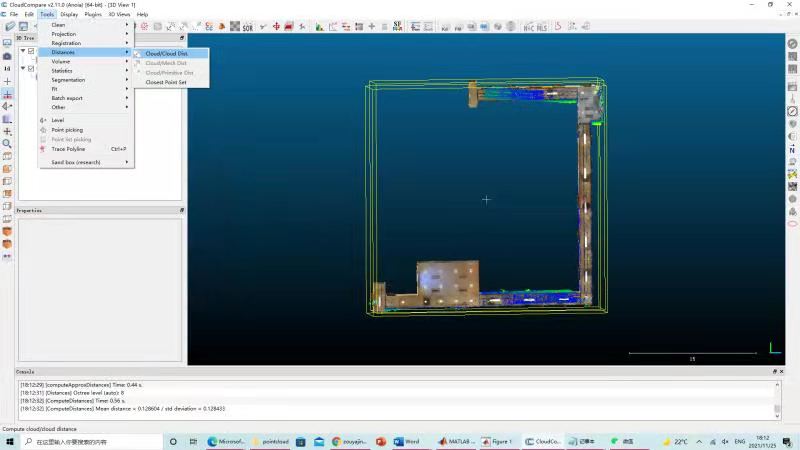 CloudCompare v2.11.0 (Anoia) [64-bit] - [3D View 1]
File Edit Tools Display Plugins 3D Views Help
SOR
SF
N+C MLS
3D Tree
1:1
Clean
Projection
Registration
Distances
Volume
Statistics
Segmentation
Fit
Batch export
Other
Level
Point picking
Point list picking
Trace Polyline Ctrl+P
Sand box (research)
Cloud/Cloud Dist.
Cloud/Mesh Dist
Cloud/Primitive Dist
Closest Point Set
Properties
N
15
Z
Console
[18:12:29] [ComputeApproxDistances] Time: 0.44 s.
[18:12:31] [Distances] Octree level (auto): 8
[18:12:32] [ComputeDistances] Time: 0.56 s.
[18:12:32] [ComputeDistances] Mean distance = 0.128604 / std deviation = 0.128433
Compute cloud/cloud distance
在这里输入你要搜索的内容
Microsof...
pointcloud
zouyajin...
Word
MATLAB ...
Figure 1
CloudCo...
记事本
微信
22°C
ENG
18:12
2021/11/25